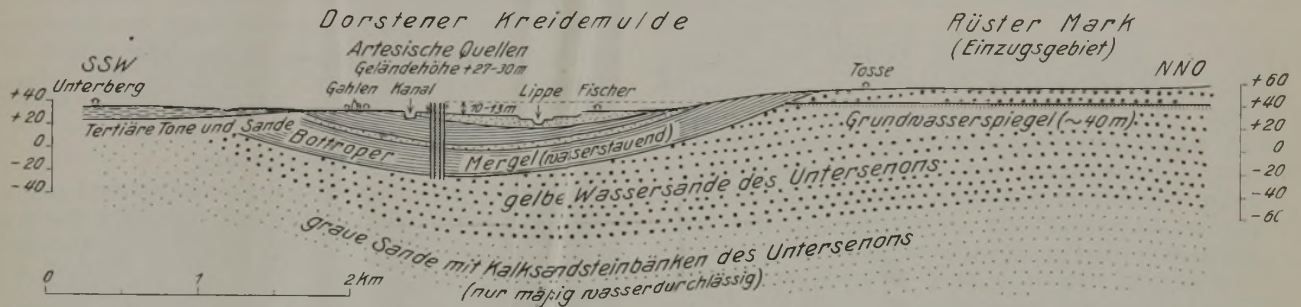 Dorstener Kreidemulde
Rüster Mark
(Einzugsgebiet)
Artesische Quellen
Geländehöhe +27-30m
SSW
Unterberg
Gahlen Kanal
Lippe Fischer
Tosse
NNO
10-13m
+40
+20
0
-20
-40
+60
+40
+20
0
-20
-40
-60
Tertiäre Tone und Sande
Bottroper Mergel (wasserstauend)
Grundwasserspiegel (~40m)
gelbe Wassersande des Untersenons
graue Sande mit Kalksandsteinbänken des Untersenons
(nur mäßig wasserdurchlässig)
0 1 2 Km